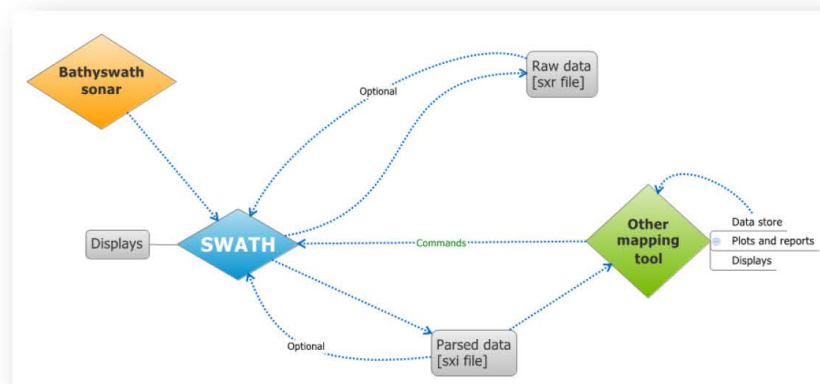 Bathyswath
sonar
Raw data
[sxr file]
Optional
Displays
SWATH
Commands
Other
mapping
tool
Data store
Plots and reports
Displays
Optional
Parsed data
[sxi file]